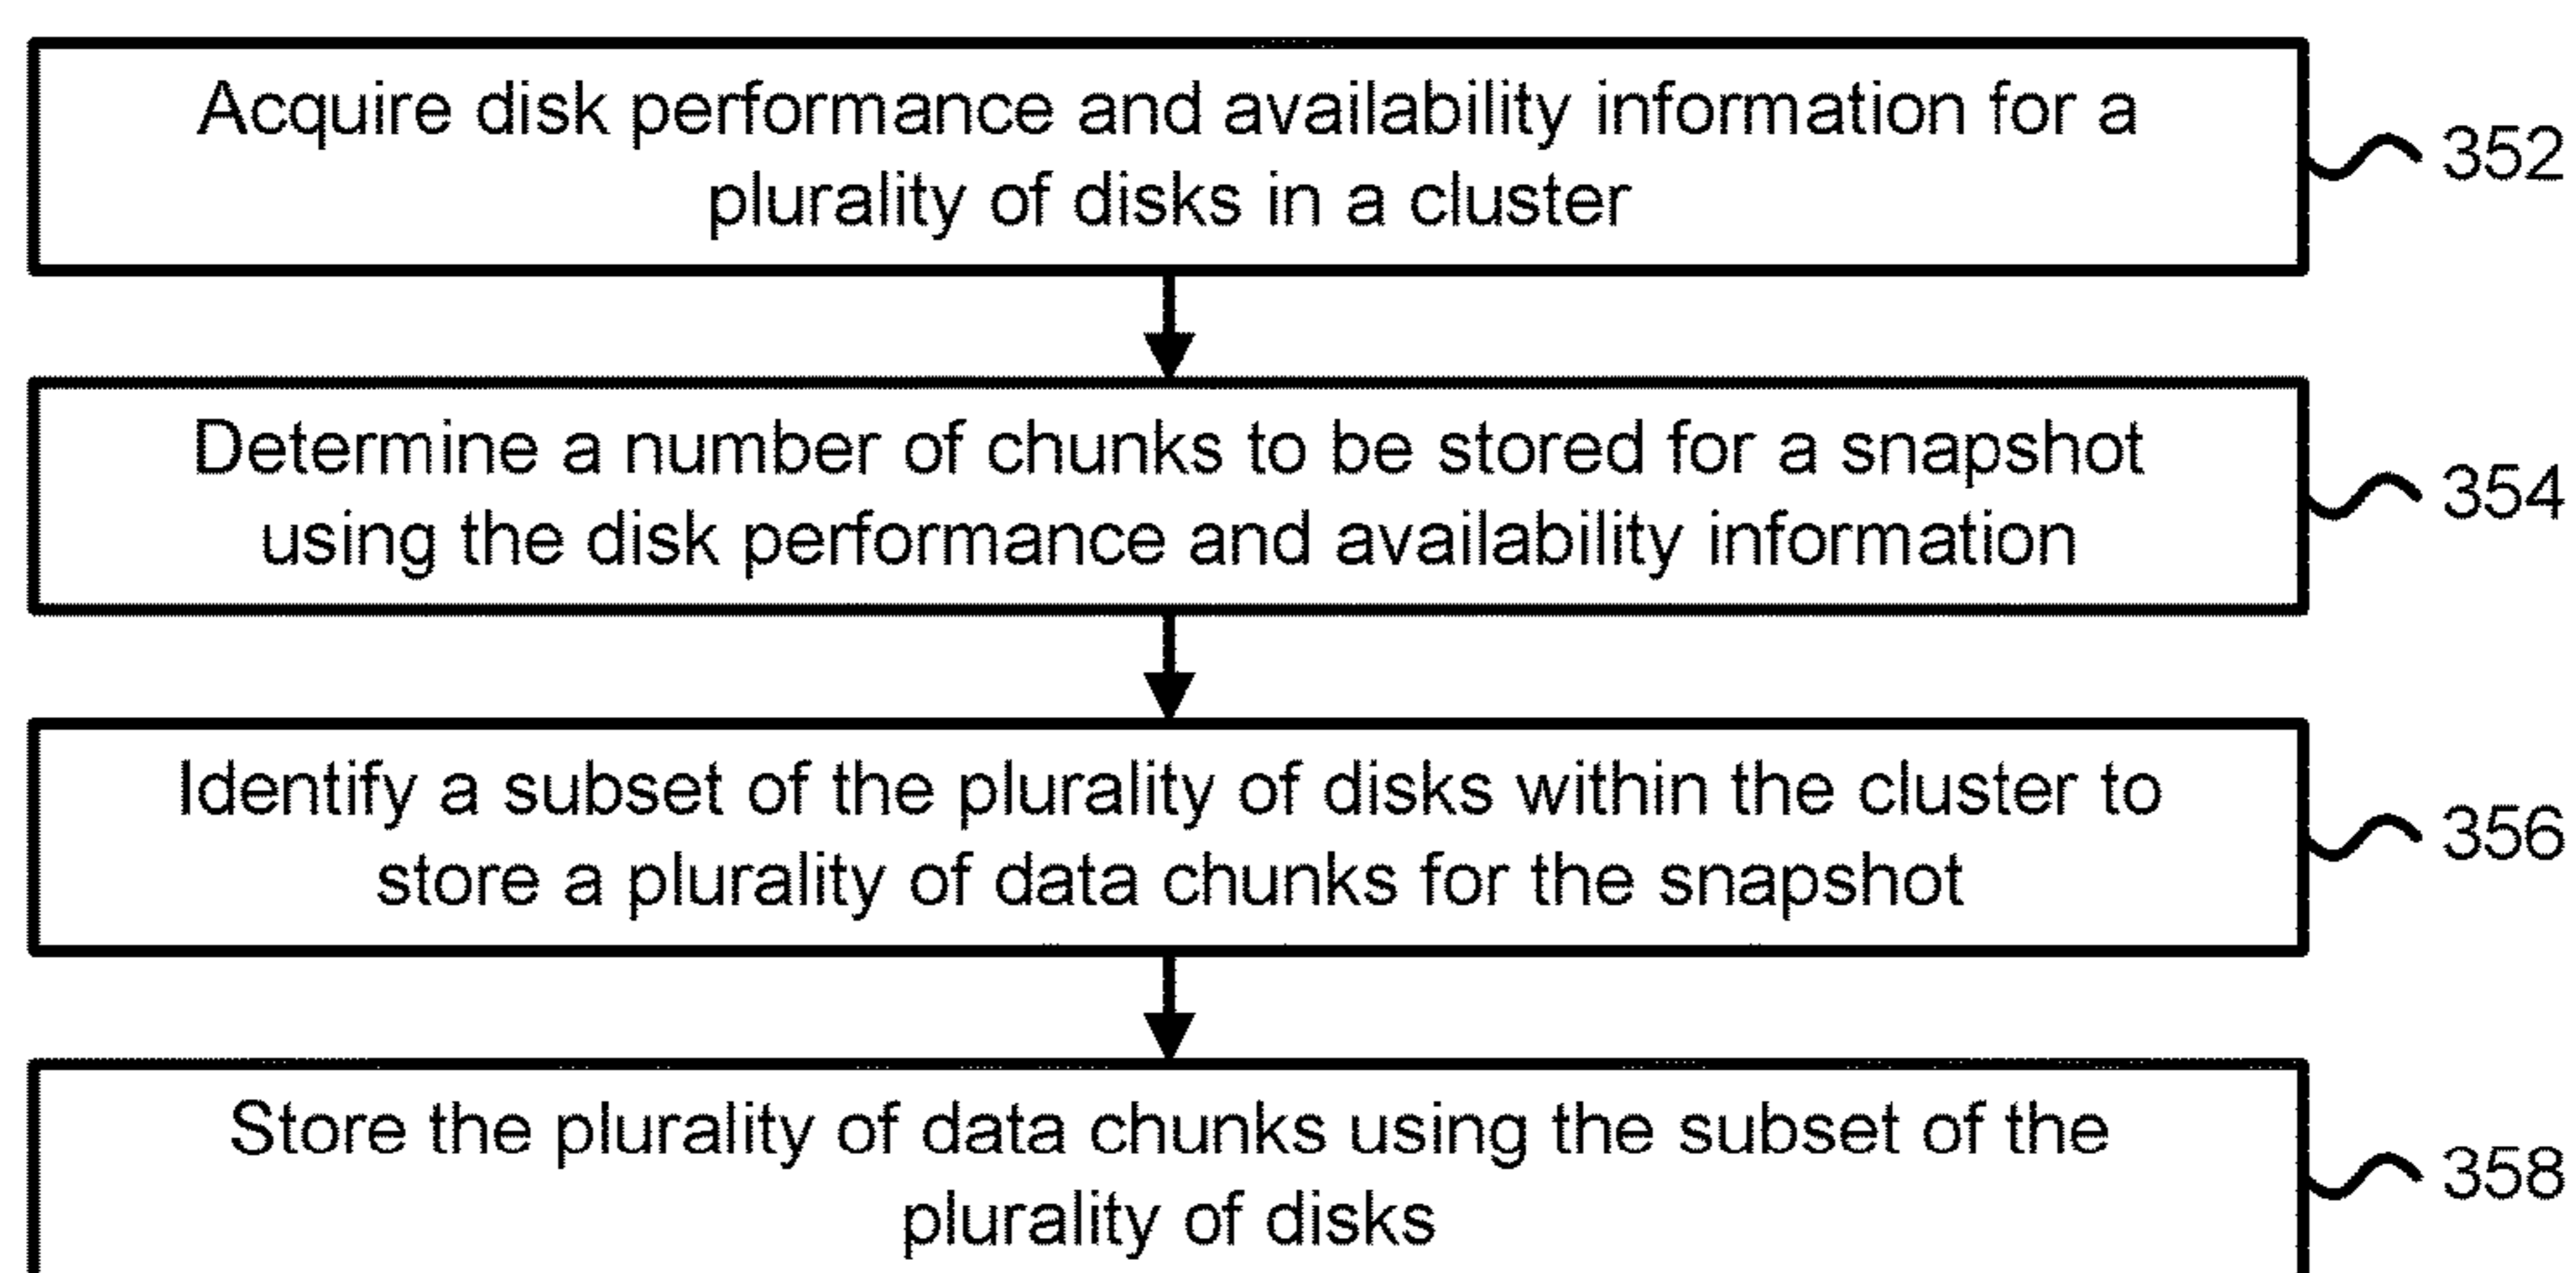 Acquire disk performance and availability information for a
plurality of disks in a cluster
352
Determine a number of chunks to be stored for a snapshot
using the disk performance and availability information
354
Identify a subset of the plurality of disks within the cluster to
store a plurality of data chunks for the snapshot
356
Store the plurality of data chunks using the subset of the
plurality of disks
358